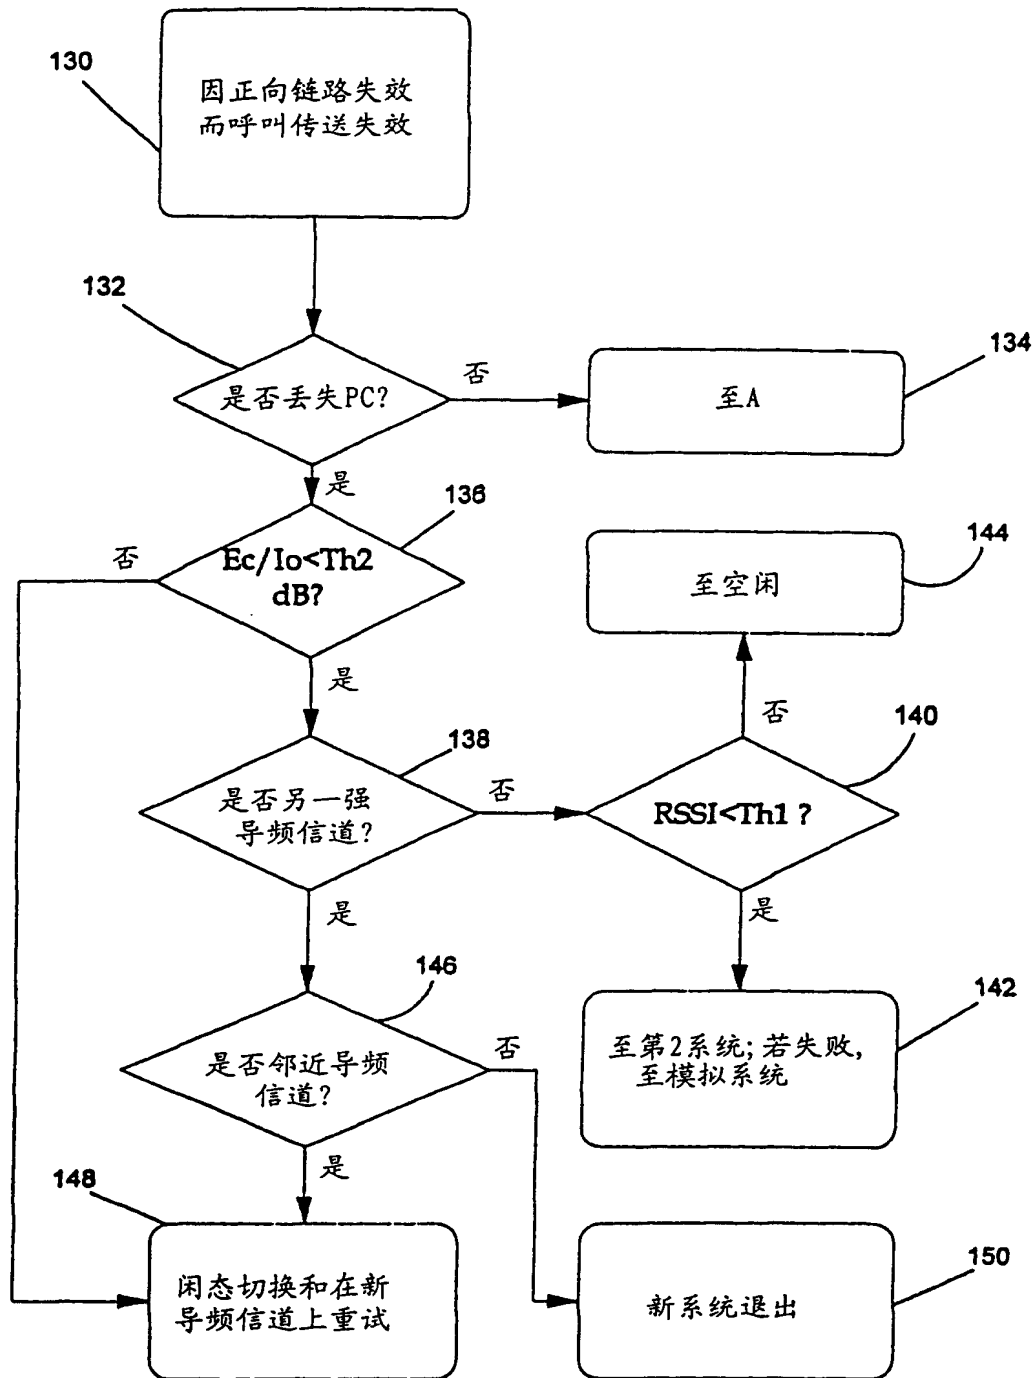 130
因正向链路失效
而呼叫传送失效
132
是否丢失PC?
否
134
至A
是
136
Ec/Io<Th2
dB?
否
144
至空闲
是
否
138
是否另一强
导频信道?
否
140
RSSI<Th1 ?
是
是
146
是否邻近导频
信道?
否
142
至第2系统;若失败,
至模拟系统
是
148
闲态切换和在新
导频信道上重试
150
新系统退出